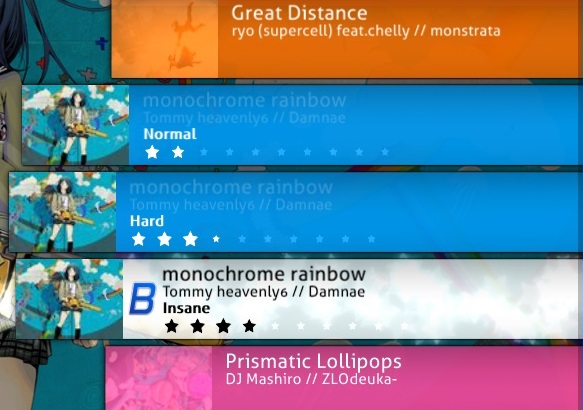 Great Distance
ryo (supercell) feat.chelly // monstrata
monochrome rainbow
Tommy heavenly6 // Damnae
Normal
monochrome rainbow
Tommy heavenly6 // Damnae
Hard
B
monochrome rainbow
Tommy heavenly6 // Damnae
Insane
Prismatic Lollipops
DJ Mashiro // ZLOdeuka-